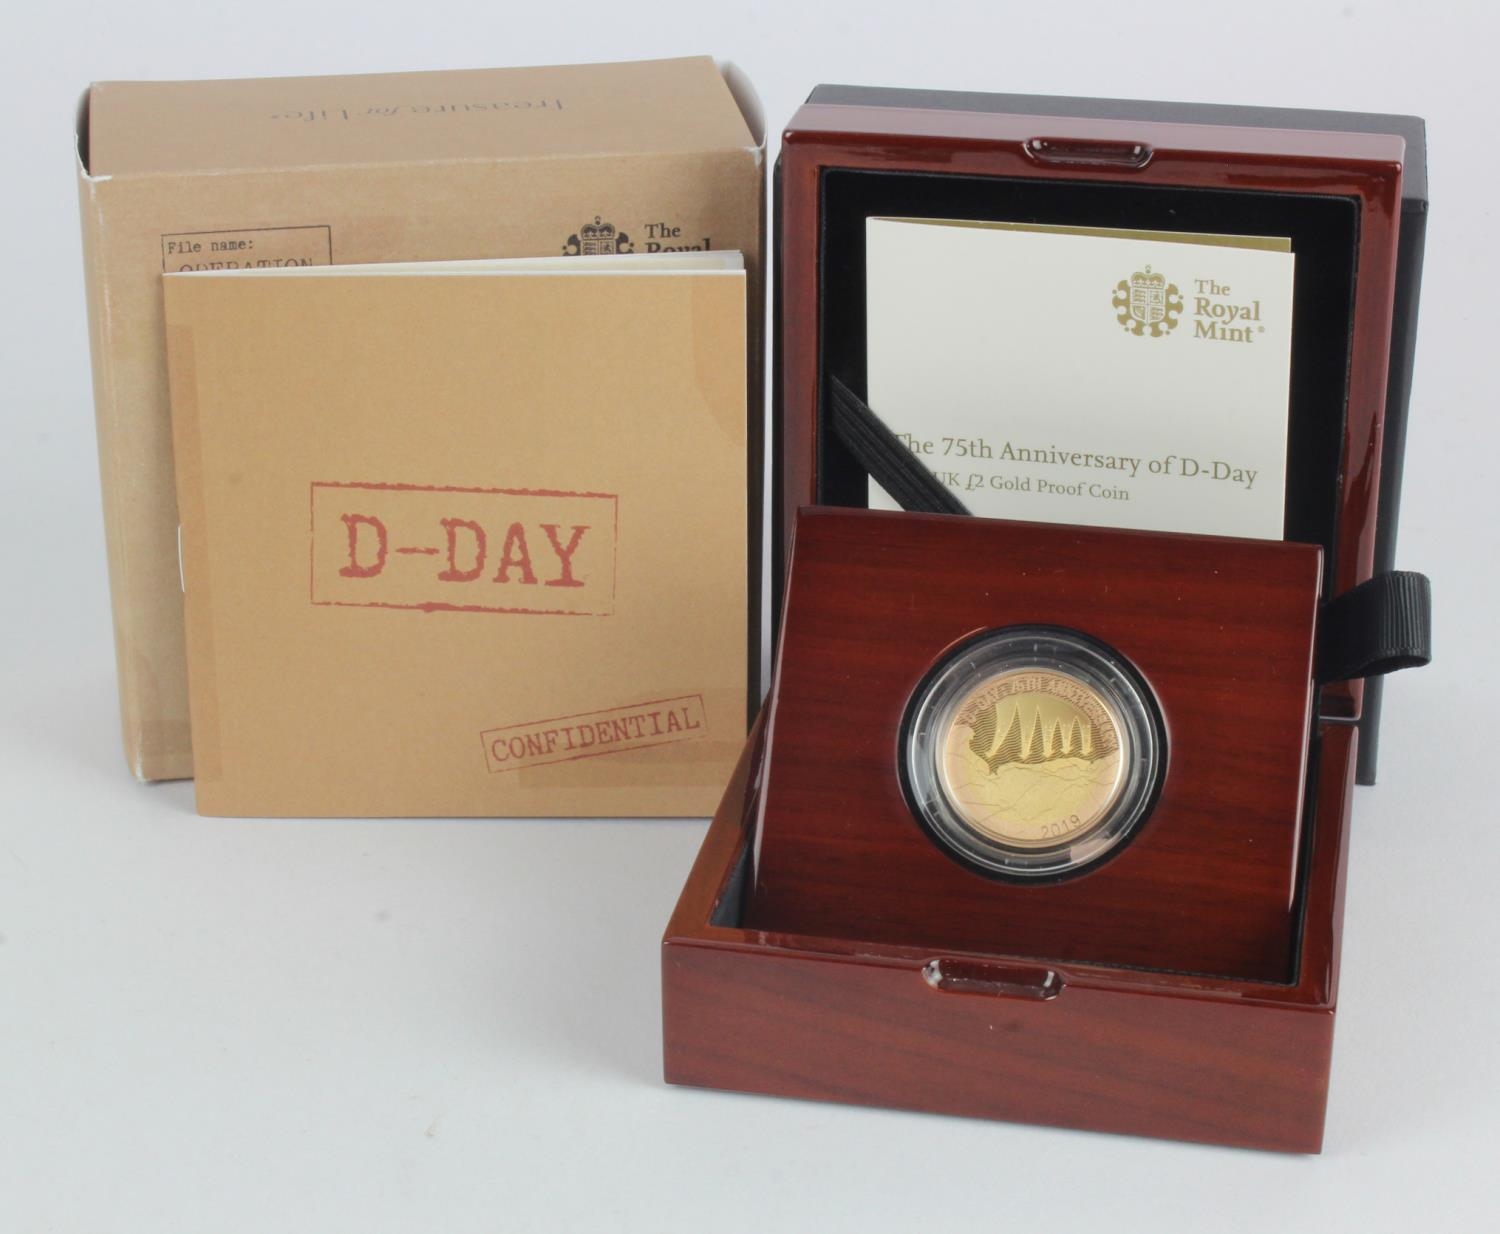 Treasure for Life
File name:
OPERATION
The
Royal
D-DAY
CONFIDENTIAL
The
Royal
Mint®
The 75th Anniversary of D-Day
UK £2 Gold Proof Coin
2019